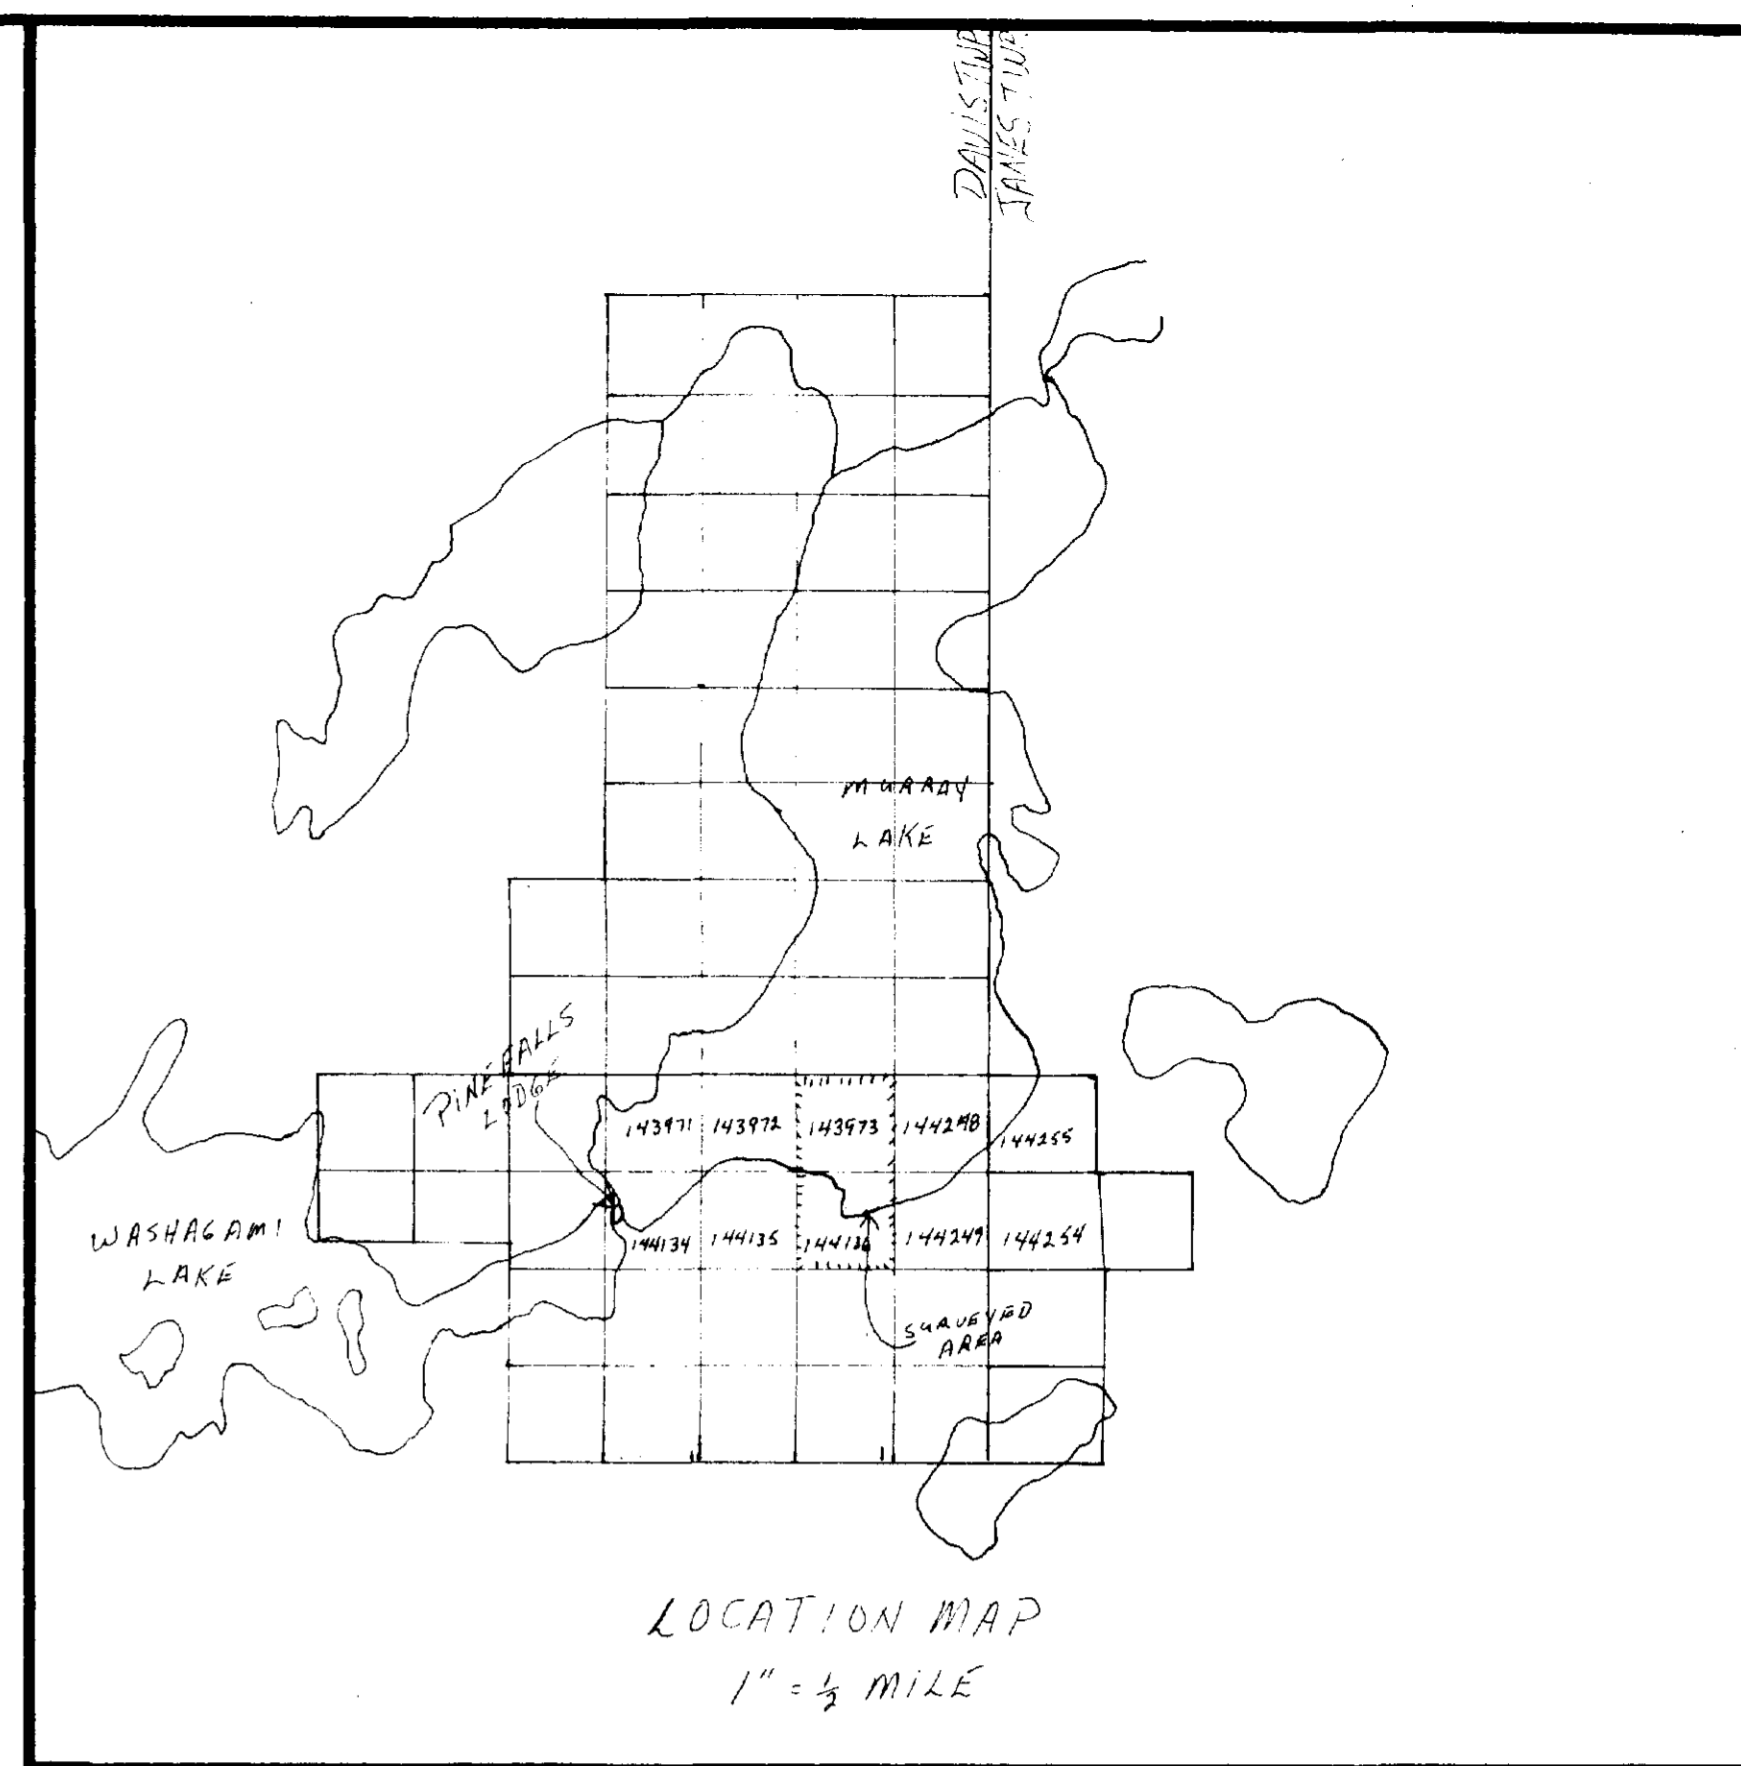 DAVIS TWP
JANES TWP
MURRAY
LAKE
PINE FALLS
LODGE
143971 143972 143973 144248 144255
WASHAGAMI
LAKE
144134 144135 144136 144249 144254
SURVEYED
AREA
LOCATION MAP
1" = ½ MILE